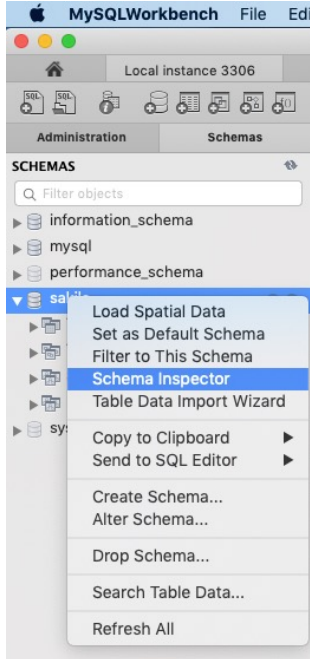 MySQLWorkbench File
Local instance 3306
SQL SQL
Administration Schemas
SCHEMAS
Filter objects
information_schema
mysql
performance_schema
Load Spatial Data
Set as Default Schema
Filter to This Schema
Schema Inspector
Table Data Import Wizard
Copy to Clipboard
Send to SQL Editor
Create Schema...
Alter Schema...
Drop Schema...
Search Table Data...
Refresh All